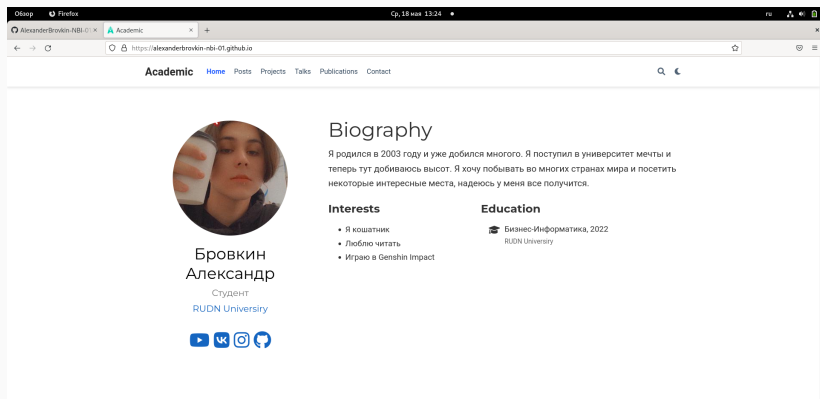 Обзор Firefox Ср, 18 мая 13:24 ru
AlexanderBrovkin-NBI-01 Academic
https://alexanderbrovkin-nbi-01.github.io
Academic Home Posts Projects Talks Publications Contact
Biography
Я родился в 2003 году и уже добился многого. Я поступил в университет мечты и
теперь тут добиваюсь высот. Я хочу побывать во многих странах мира и посетить
некоторые интересные места, надеюсь у меня все получится.
Interests
Я кошатник
Люблю читать
Играю в Genshin Impact
Education
Бизнес-Информатика, 2022
RUDN Universiry
Бровкин
Александр
Студент
RUDN Universiry